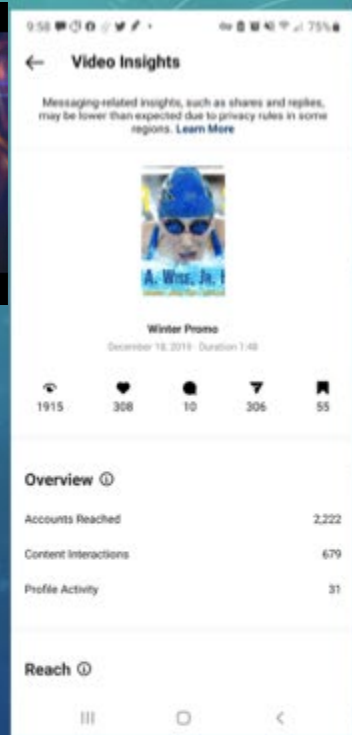 9:58
75%
Video Insights
Messaging-related insights, such as shares and replies,
may be lower than expected due to privacy rules in some
regions. Learn More
A. Wise, Jr.
Winter Promo
December 18, 2019 · Duration 1:48
1915 308 10 306 55
Overview
Accounts Reached 2,222
Content Interactions 679
Profile Activity 31
Reach